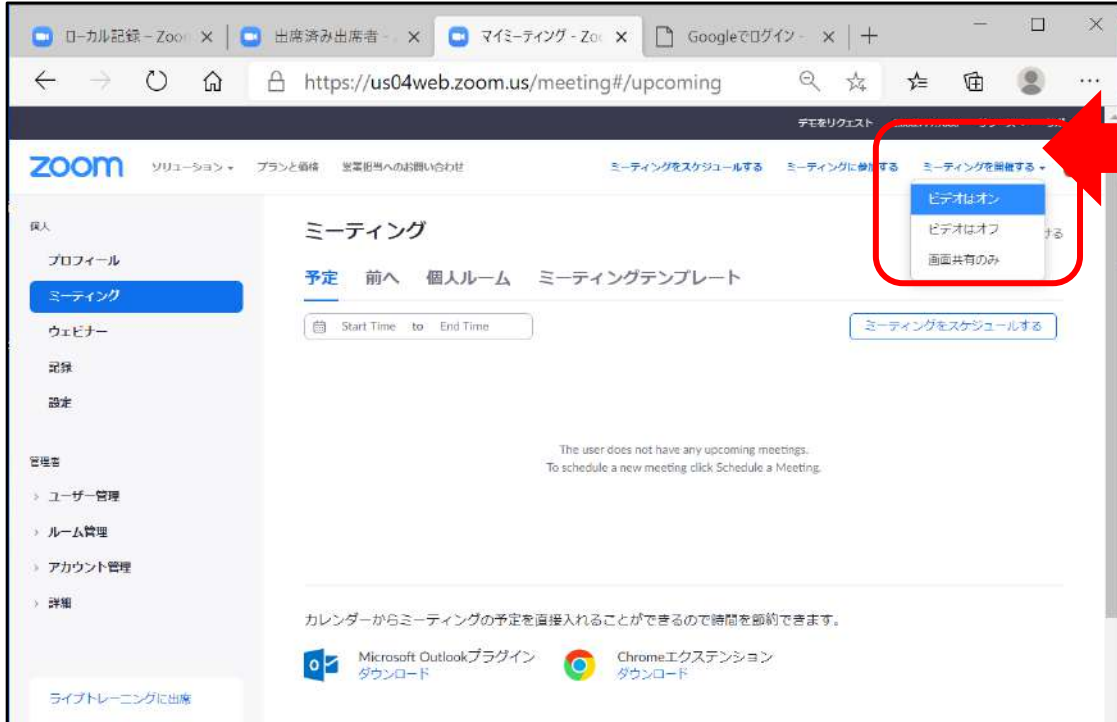 ローカル記録 – Zoo
出席済み出席者 -
マイミーティング - Zo
Googleでログイン -
https://us04web.zoom.us/meeting#/upcoming
デモをリクエスト
zoom
ソリューション
プランと価格
営業担当へのお問い合わせ
ミーティングをスケジュールする
ミーティングに参加する
ミーティングを開催する
ビデオはオン
ビデオはオフ
画面共有のみ
ける
個人
プロフィール
ミーティング
ウェビナー
記録
設定
管理者
ユーザー管理
ルーム管理
アカウント管理
詳細
ライブトレーニングに出席
ミーティング
予定 前へ 個人ルーム ミーティングテンプレート
Start Time to End Time
ミーティングをスケジュールする
The user does not have any upcoming meetings.
To schedule a new meeting click Schedule a Meeting.
カレンダーからミーティングの予定を直接入れることができるので時間を節約できます。
Microsoft Outlookプラグイン
ダウンロード
Chromeエクステンション
ダウンロード